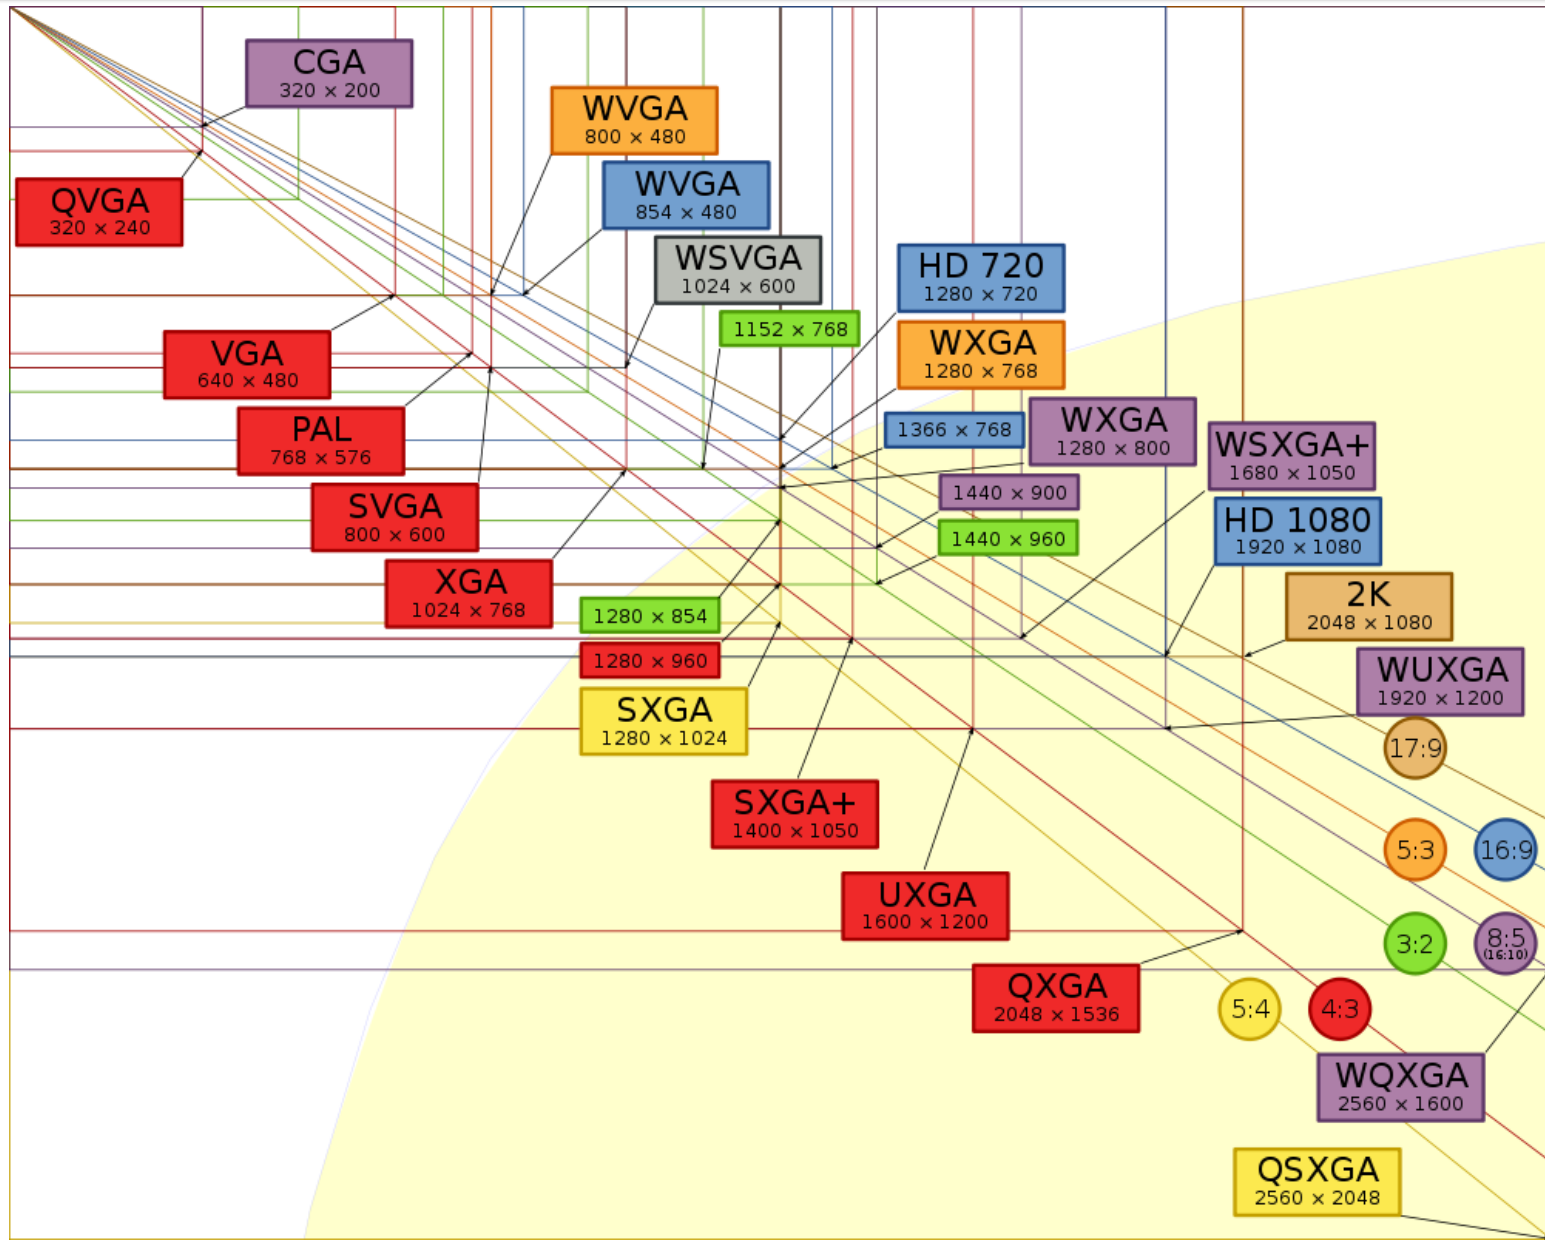 CGA
320 × 200
WVGA
800 × 480
QVGA
320 × 240
WVGA
854 × 480
WSVGA
1024 × 600
HD 720
1280 × 720
1152 × 768
WXGA
1280 × 768
VGA
640 × 480
1366 × 768
WXGA
1280 × 800
PAL
768 × 576
WSXGA+
1680 × 1050
1440 × 900
SVGA
800 × 600
HD 1080
1920 × 1080
1440 × 960
XGA
1024 × 768
2K
2048 × 1080
1280 × 854
1280 × 960
WUXGA
1920 × 1200
SXGA
1280 × 1024
17:9
SXGA+
1400 × 1050
5:3
16:9
UXGA
1600 × 1200
3:2
8:5
(16:10)
QXGA
2048 × 1536
5:4
4:3
WQXGA
2560 × 1600
QSXGA
2560 × 2048